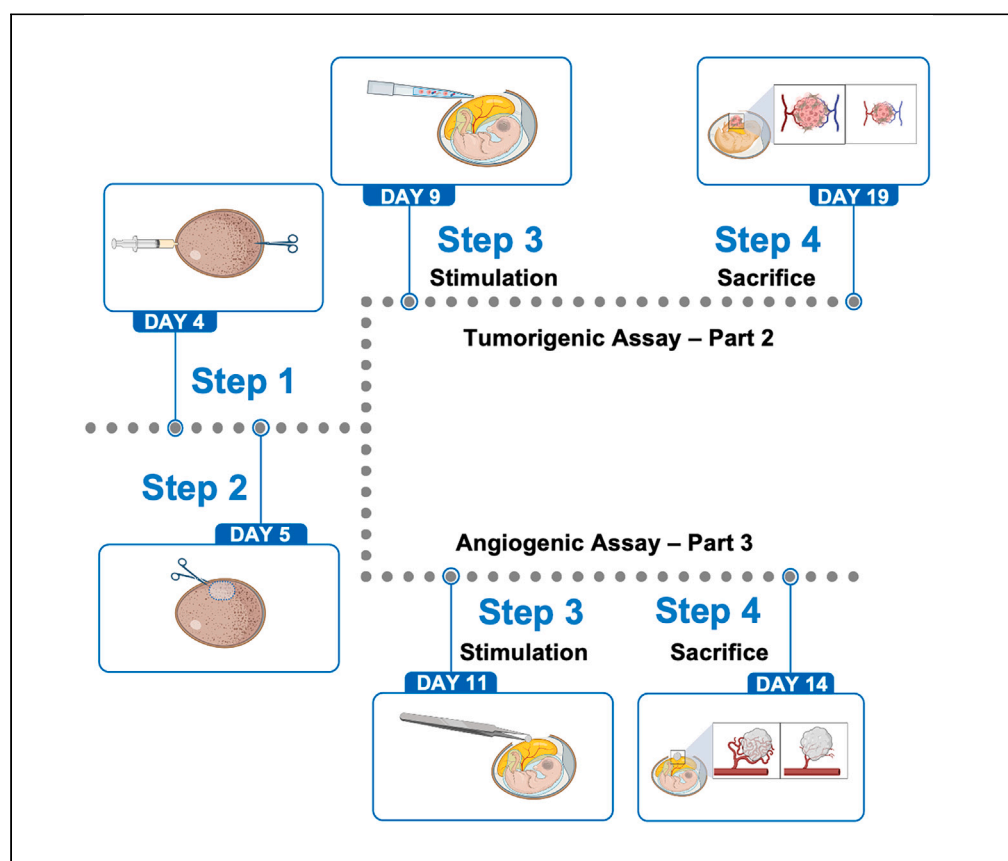 DAY 9
Step 3
Stimulation
DAY 19
Step 4
Sacrifice
Tumorigenic Assay – Part 2
DAY 4
Step 1
Step 2
DAY 5
Angiogenic Assay – Part 3
Step 3
Stimulation
DAY 11
Step 4
Sacrifice
DAY 14